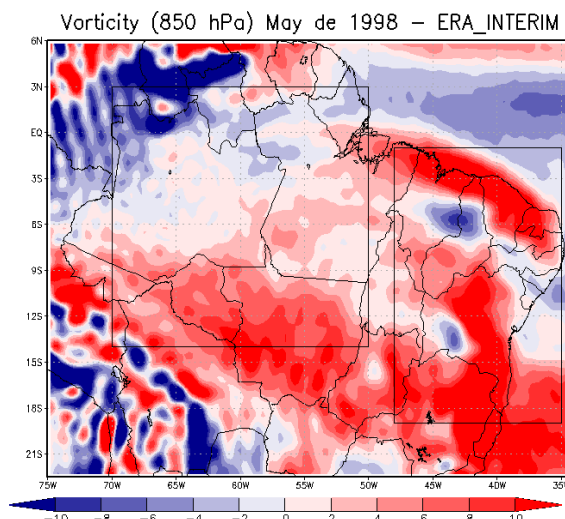 Vorticity (850 hPa) May de 1998 - ERA_INTERIM
6N
3N
EQ
3S
6S
9S
12S
15S
18S
21S
75W 70W 65W 60W 55W 50W 45W 40W 35W
-10 -8 -6 -4 -2 0 2 4 6 8 10